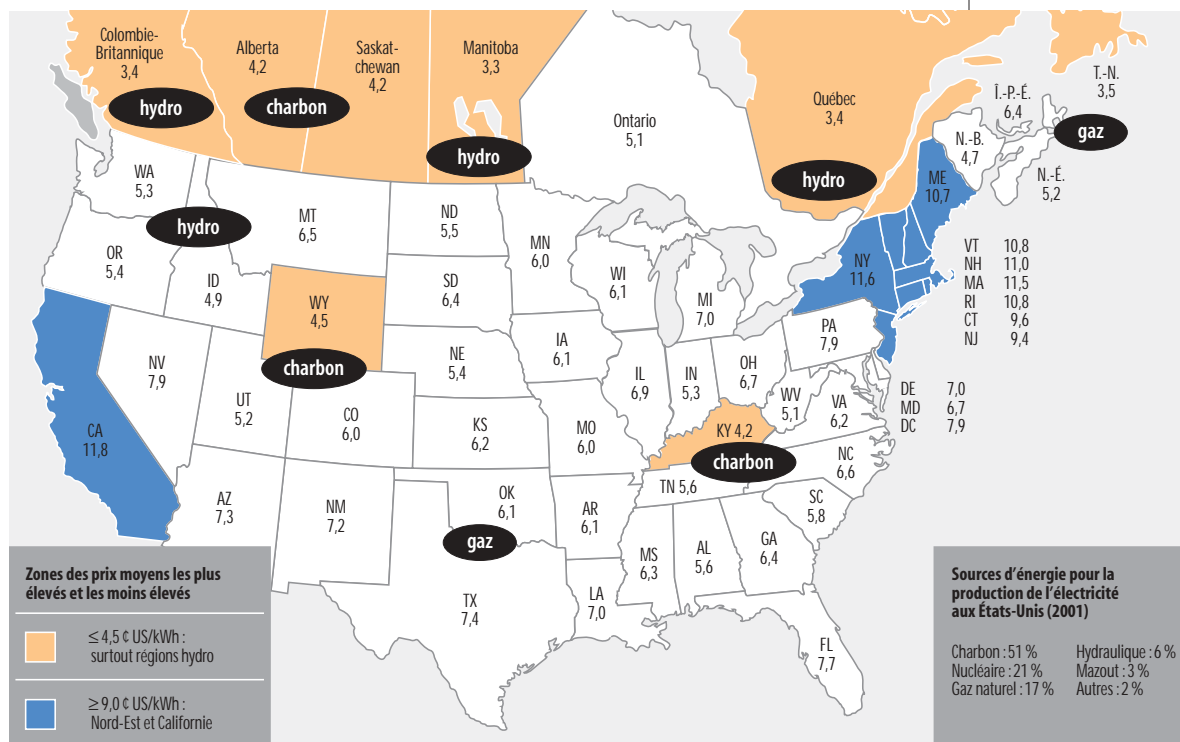 Colombie-
Britannique
3,4
hydro
Alberta
4,2
charbon
Saskat-
chewan
4,2
Manitoba
3,3
hydro
Ontario
5,1
Québec
3,4
hydro
T.-N.
3,5
Î.-P.-É.
6,4
gaz
N.-B.
4,7
N.-É.
5,2
WA
5,3
hydro
MT
6,5
ND
5,5
MN
6,0
ME
10,7
OR
5,4
ID
4,9
WY
4,5
charbon
SD
6,4
WI
6,1
MI
7,0
NY
11,6
VT 10,8
NH 11,0
MA 11,5
RI 10,8
CT 9,6
NJ 9,4
NV
7,9
UT
5,2
CO
6,0
NE
5,4
IA
6,1
IL
6,9
IN
5,3
OH
6,7
PA
7,9
WV
5,1
VA
6,2
DE 7,0
MD 6,7
DC 7,9
CA
11,8
KS
6,2
MO
6,0
KY 4,2
charbon
NC
6,6
AZ
7,3
NM
7,2
OK
6,1
gaz
AR
6,1
TN 5,6
SC
5,8
TX
7,4
LA
7,0
MS
6,3
AL
5,6
GA
6,4
FL
7,7
Zones des prix moyens les plus
élevés et les moins élevés
≤ 4,5 ¢ US/kWh :
surtout régions hydro
≥ 9,0 ¢ US/kWh :
Nord-Est et Californie
Sources d'énergie pour la
production de l'électricité
aux États-Unis (2001)
Charbon : 51 % Hydraulique : 6 %
Nucléaire : 21 % Mazout : 3 %
Gaz naturel : 17 % Autres : 2 %